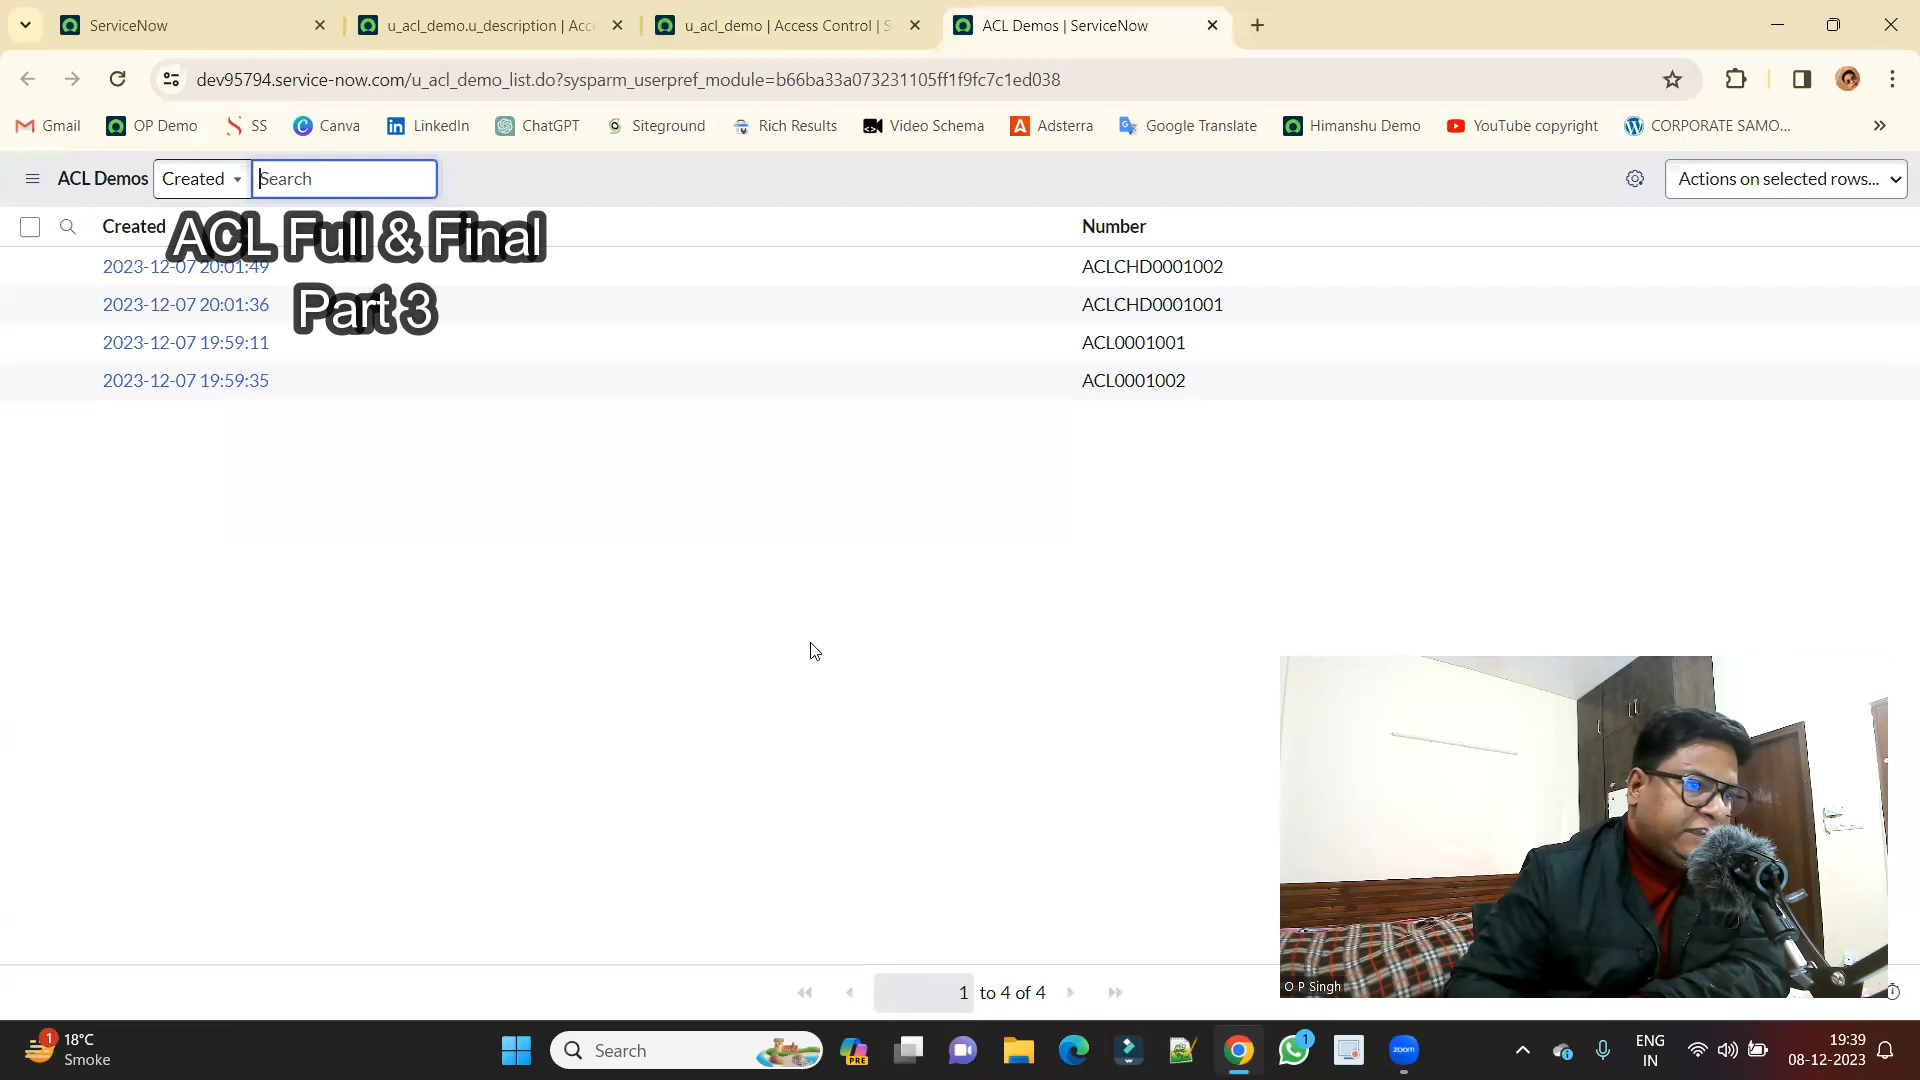 ServiceNow
u_acl_demo.u_description | Acce
u_acl_demo | Access Control | S
ACL Demos | ServiceNow
dev95794.service-now.com/u_acl_demo_list.do?sysparm_userpref_module=b66ba33a073231105ff1f9fc7c1ed038
Gmail
OP Demo
SS
Canva
LinkedIn
ChatGPT
Siteground
Rich Results
Video Schema
Adsterra
Google Translate
Himanshu Demo
YouTube copyright
CORPORATE SAMO...
ACL Demos
Created
Search
Actions on selected rows...
Created
Number
ACL Full & Final
Part 3
2023-12-07 20:01:49
ACLCHD0001002
2023-12-07 20:01:36
ACLCHD0001001
2023-12-07 19:59:11
ACL0001001
2023-12-07 19:59:35
ACL0001002
O P Singh
1 to 4 of 4
1
18°C
Smoke
Search
PRE
1
zoom
ENG
IN
19:39
08-12-2023